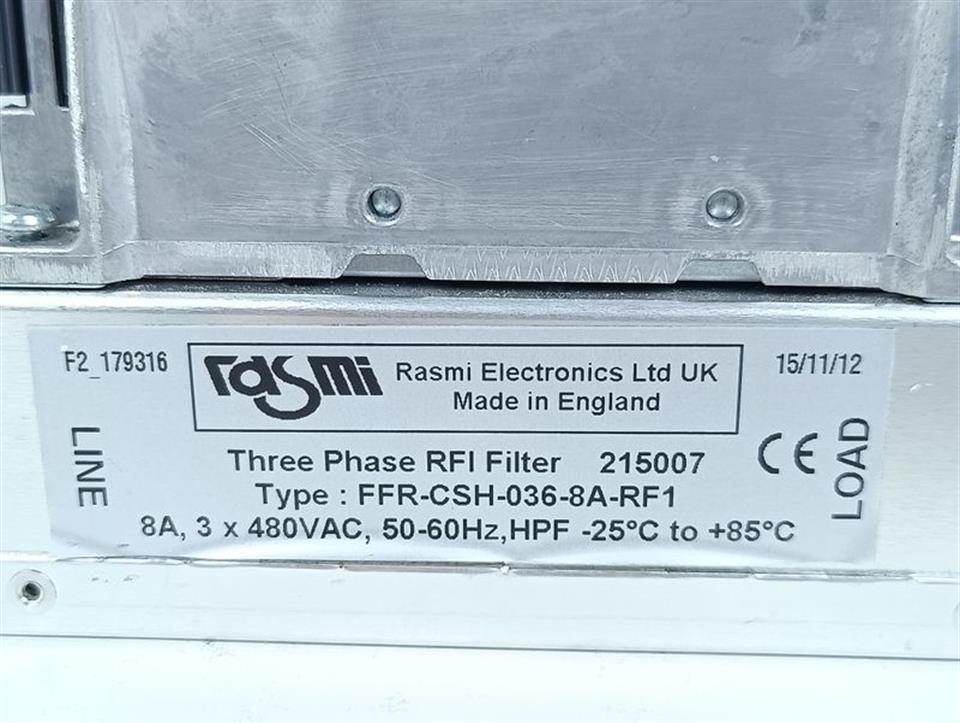 F2_179316
rasmi
Rasmi Electronics Ltd UK
Made in England
15/11/12
LINE
Three Phase RFI Filter 215007
CE
LOAD
Type : FFR-CSH-036-8A-RF1
8A, 3 x 480VAC, 50-60Hz,HPF -25°C to +85°C